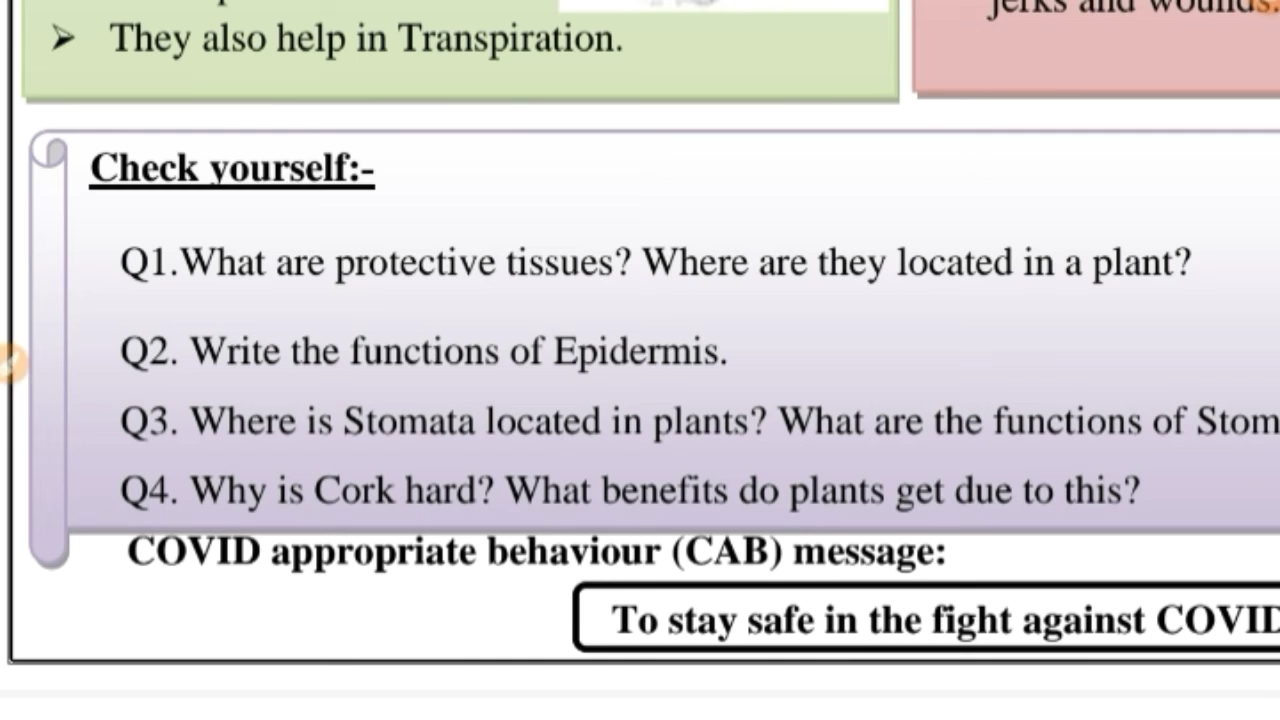 jerks and wounds.
➢ They also help in Transpiration.
Check yourself:-
Q1.What are protective tissues? Where are they located in a plant?
Q2. Write the functions of Epidermis.
Q3. Where is Stomata located in plants? What are the functions of Stom
Q4. Why is Cork hard? What benefits do plants get due to this?
COVID appropriate behaviour (CAB) message:
To stay safe in the fight against COVID